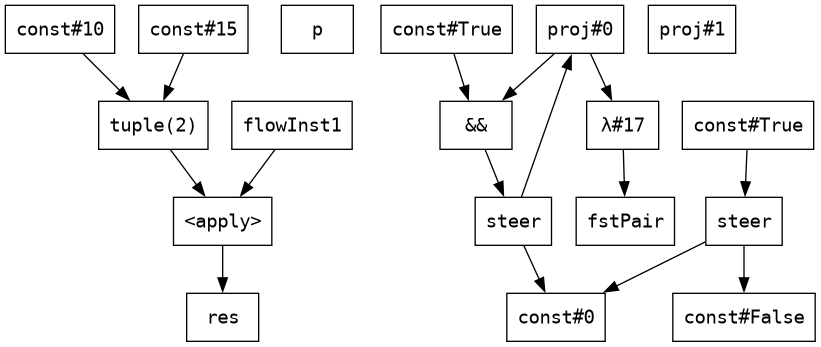 const#10
const#15
p
const#True
proj#0
proj#1
tuple(2)
flowInst1
&&
λ#17
const#True
<apply>
steer
fstPair
steer
res
const#0
const#False